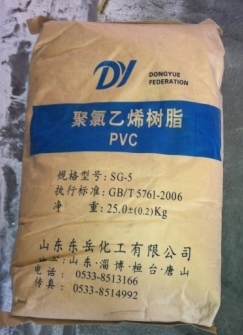 DY
DONGYUE
FEDERATION
聚氯乙烯树脂
PVC
规格型号: SG-5
执行标准: GB/T 5761-2006
净 重: 25.0±(0.2)Kg
山东东岳化工有限公司
址: 山东·淄博·桓台·唐山
电话: 0533-8513166
传真: 0533-8514992